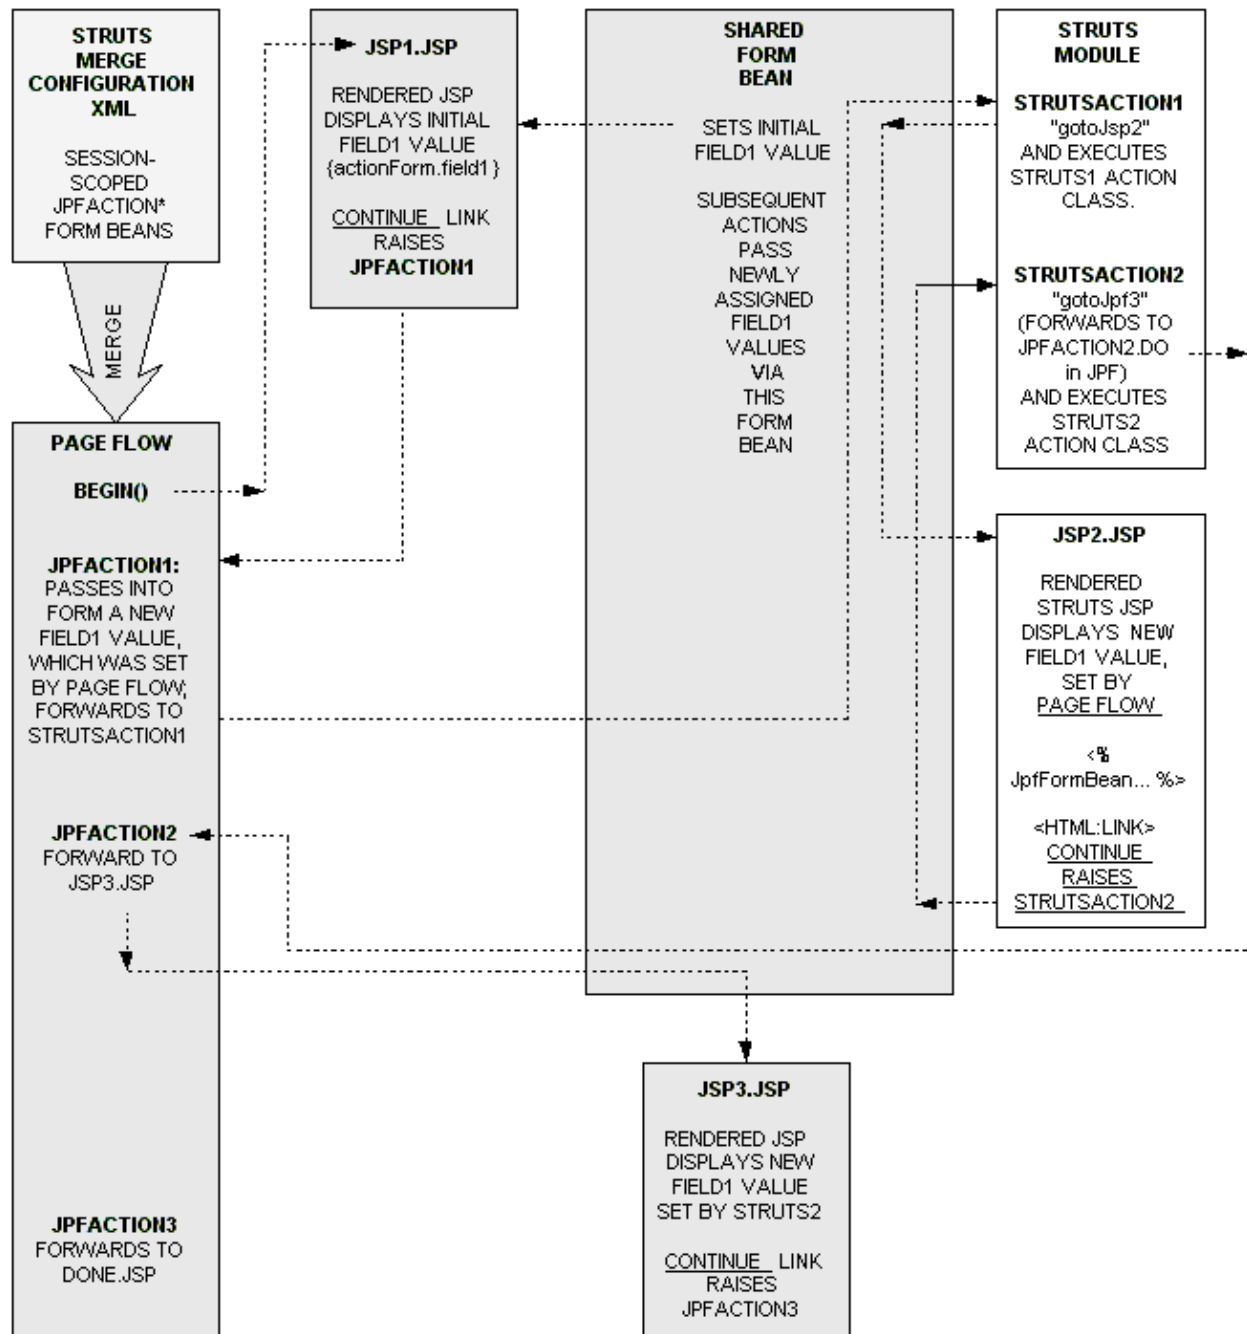 STRUTS
MERGE
CONFIGURATION
XML
SESSION-
SCOPED
JPFACTION*
FORM BEANS
MERGE
PAGE FLOW
BEGIN()
JPFACTION1:
PASSES INTO
FORM A NEW
FIELD1 VALUE,
WHICH WAS SET
BY PAGE FLOW;
FORWARDS TO
STRUTSACTION1
JPFACTION2
FORWARD TO
JSP3.JSP
JPFACTION3
FORWARDS TO
DONE.JSP
JSP1.JSP
RENDERED JSP
DISPLAYS INITIAL
FIELD1 VALUE
{actionForm.field1}
CONTINUE LINK
RAISES
JPFACTION1
SHARED
FORM
BEAN
SETS INITIAL
FIELD1 VALUE
SUBSEQUENT
ACTIONS
PASS
NEWLY
ASSIGNED
FIELD1
VALUES
VIA
THIS
FORM
BEAN
STRUTS
MODULE
STRUTSACTION1
"gotoJsp2"
AND EXECUTES
STRUTS1 ACTION
CLASS.
STRUTSACTION2
"gotoJpf3"
(FORWARDS TO
JPFACTION2.DO
in JPF)
AND EXECUTES
STRUTS2
ACTION CLASS
JSP2.JSP
RENDERED
STRUTS JSP
DISPLAYS NEW
FIELD1 VALUE,
SET BY
PAGE FLOW
<%
JpfFormBean... %>
<HTML:LINK>
CONTINUE
RAISES
STRUTSACTION2
JSP3.JSP
RENDERED JSP
DISPLAYS NEW
FIELD1 VALUE
SET BY STRUTS2
CONTINUE LINK
RAISES
JPFACTION3